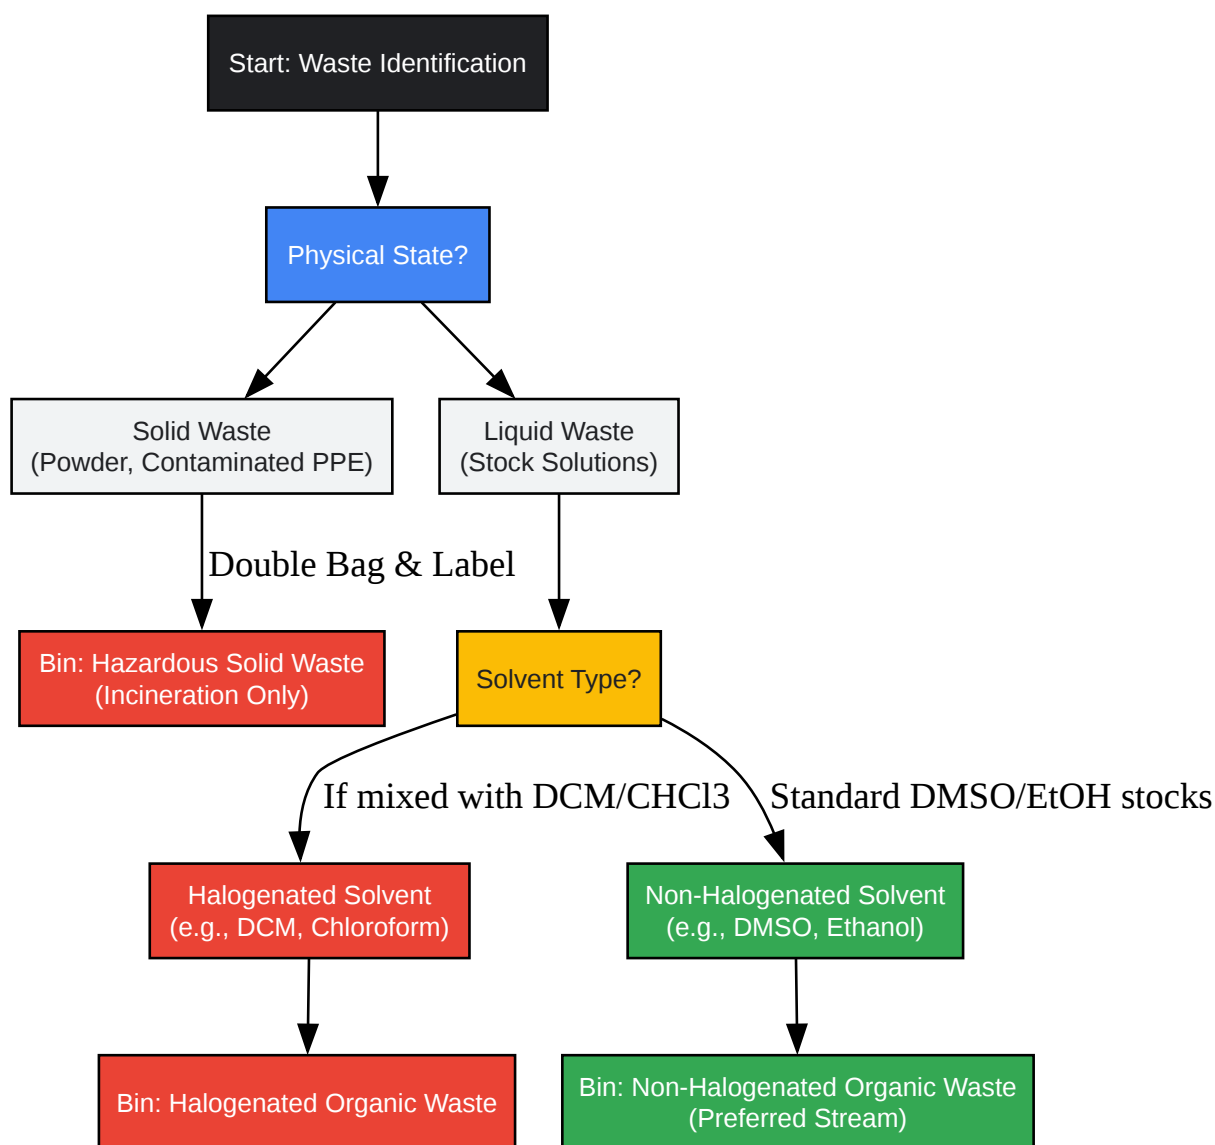 Start: Waste Identification
Physical State?
Solid Waste
(Powder, Contaminated PPE)
Liquid Waste
(Stock Solutions)
Double Bag & Label
Bin: Hazardous Solid Waste
(Incineration Only)
Solvent Type?
If mixed with DCM/CHCl3
Standard DMSO/EtOH stocks
Halogenated Solvent
(e.g., DCM, Chloroform)
Non-Halogenated Solvent
(e.g., DMSO, Ethanol)
Bin: Halogenated Organic Waste
Bin: Non-Halogenated Organic Waste
(Preferred Stream)